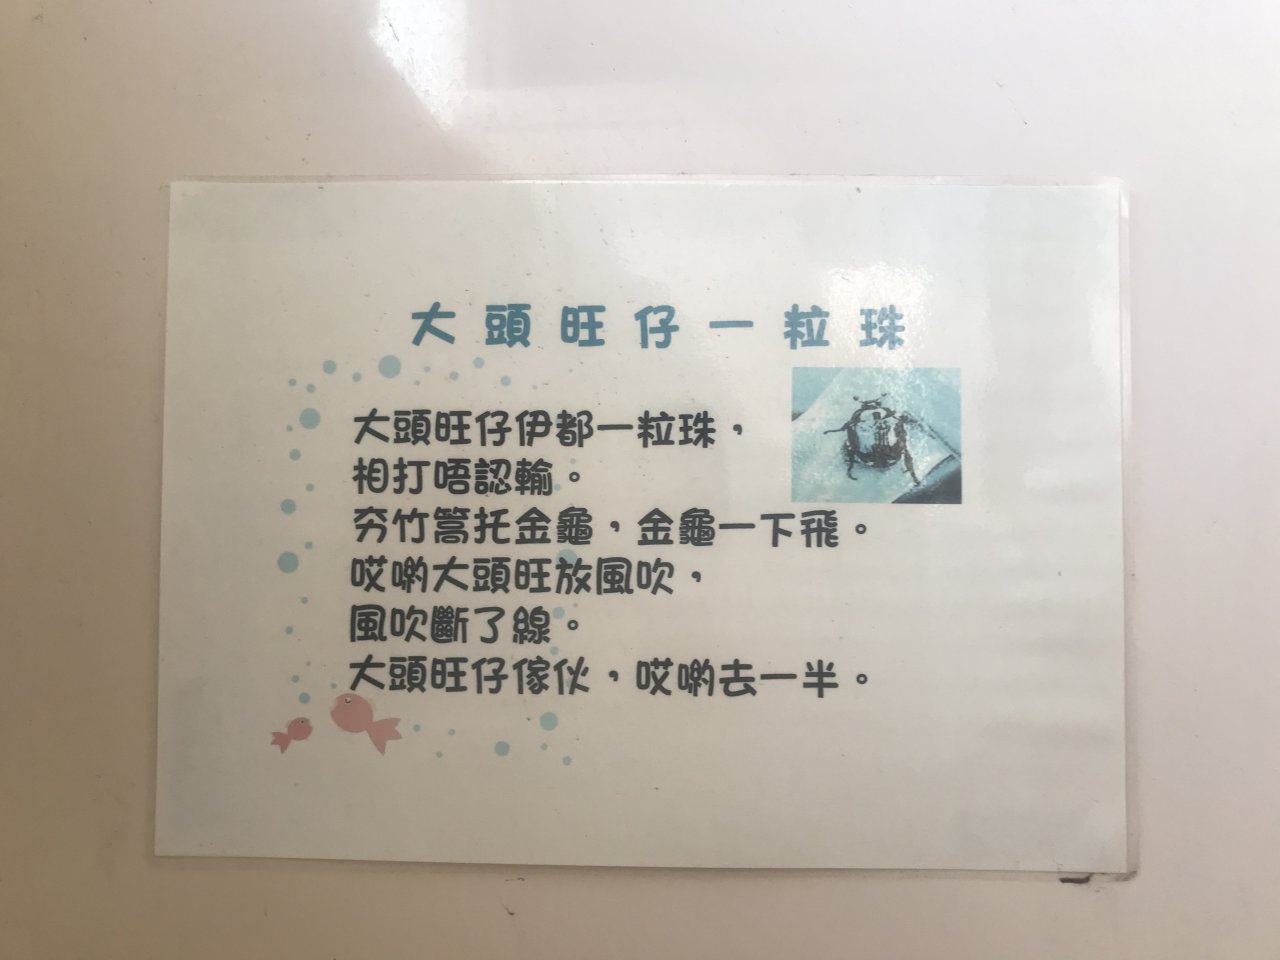 大頭旺仔一粒珠
大頭旺仔伊都一粒珠，
相打唔認輸。
夯竹篙托金龜，金龜一下飛。
哎喲大頭旺放風吹，
風吹斷了線。
大頭旺仔傢伙，哎喲去一半。